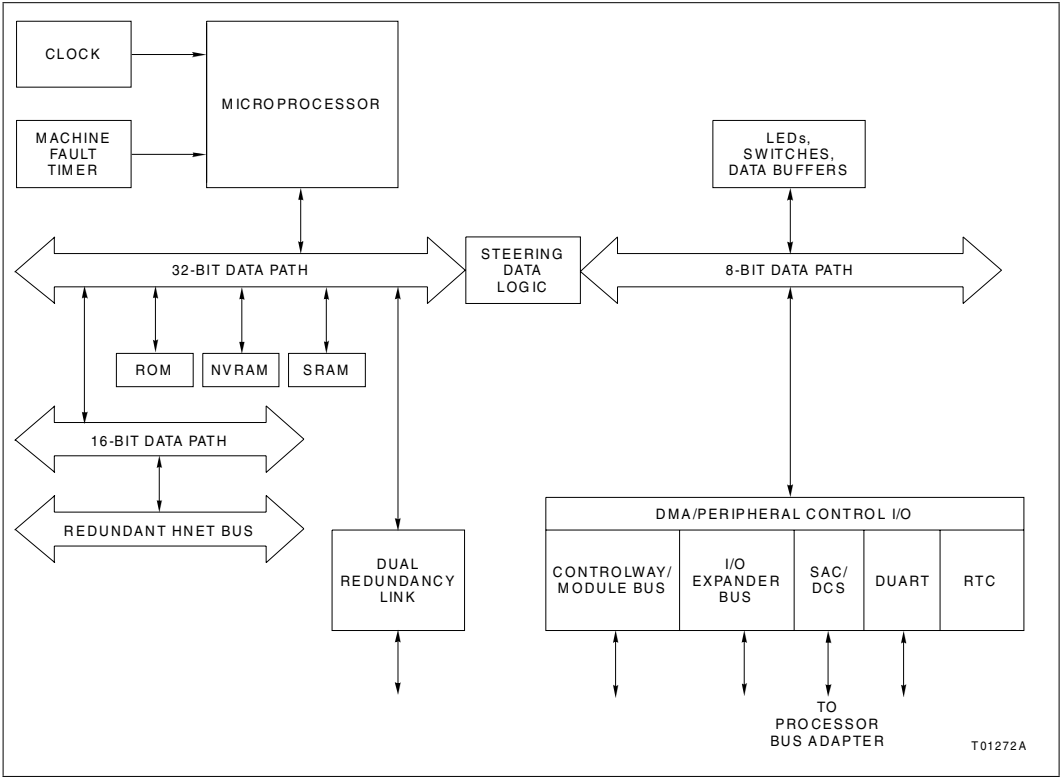 CLOCK
MICROPROCESSOR
MACHINE
FAULT
TIMER
LEDs,
SWITCHES,
DATA BUFFERS
32-BIT DATA PATH
STEERING
DATA
LOGIC
8-BIT DATA PATH
ROM
NVRAM
SRAM
16-BIT DATA PATH
REDUNDANT HNET BUS
DUAL
REDUNDANCY
LINK
DMA/PERIPHERAL CONTROL I/O
CONTROLWAY/
MODULE BUS
I/O
EXPANDER
BUS
SAC/
DCS
DUART
RTC
TO
PROCESSOR
BUS ADAPTER
T01272A